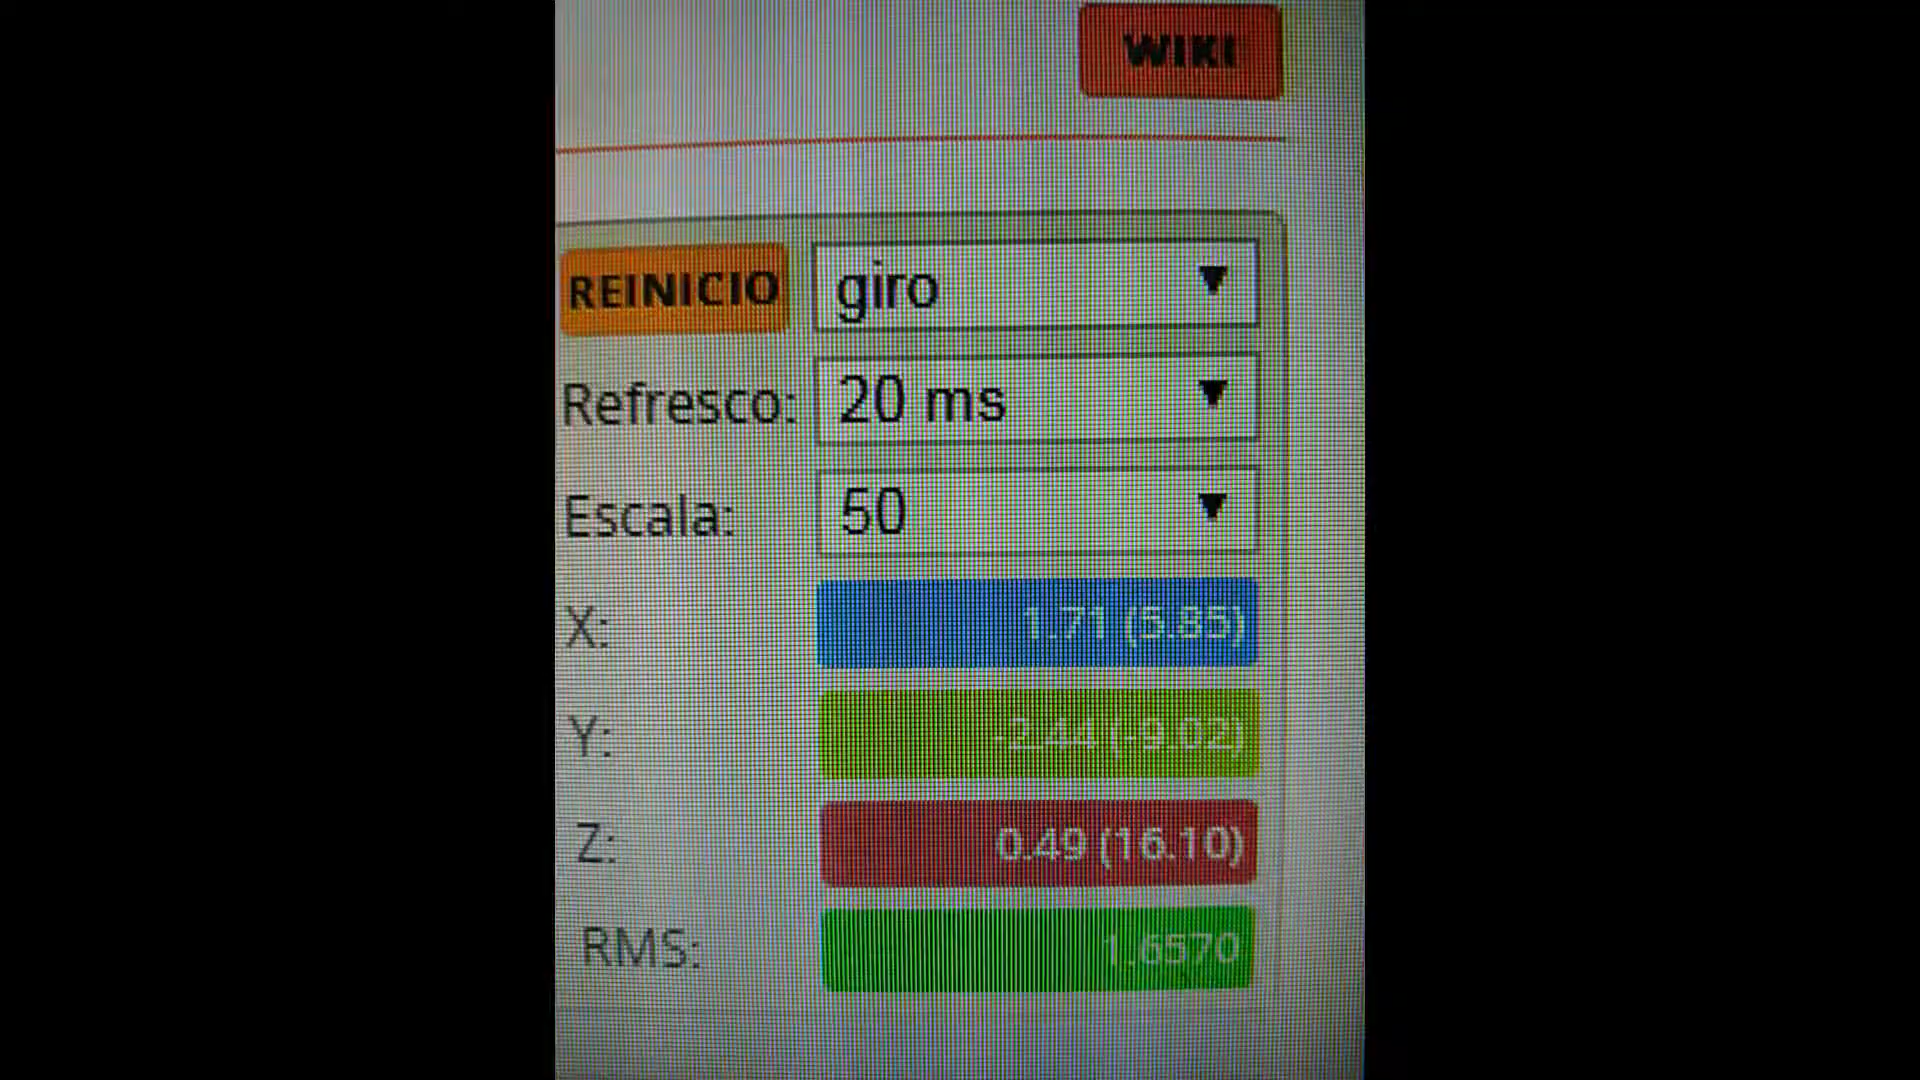 WIKI
REINICIO giro
Refresco: 20 ms
Escala: 50
X: 1.71 (5.85)
Y: -2.44 (-9.02)
Z: 0.49 (16.10)
RMS: 1.6570